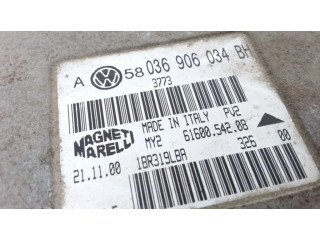 A VW 58 036 906 034 BH
3773
MAGNETI
MARELLI
MADE IN ITALY PV2
MY2 61600.542.08
21.11.00 1BR319LBA 326 00